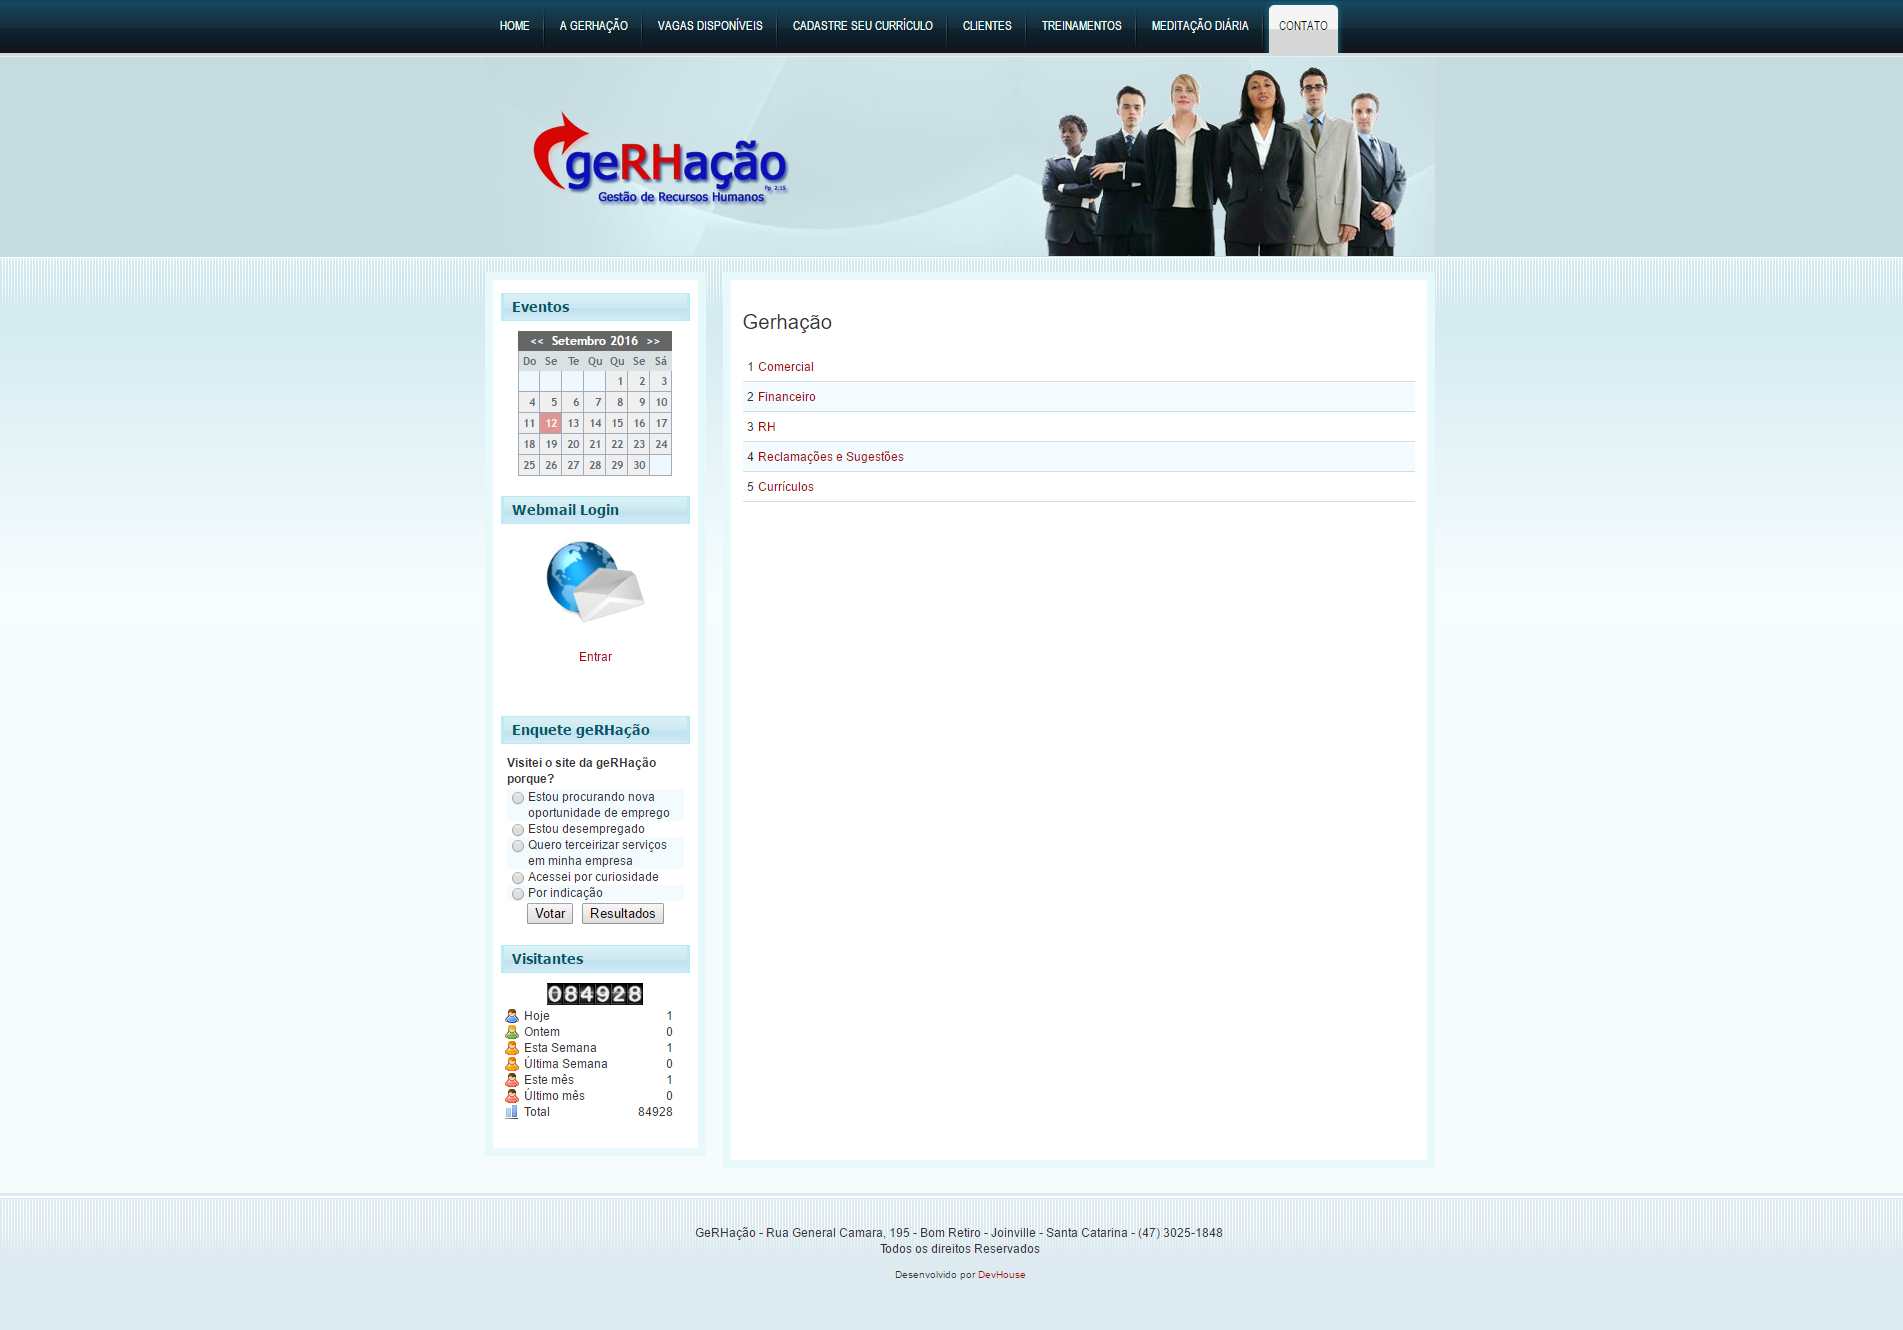 HOME
A GERHAÇÃO
VAGAS DISPONÍVEIS
CADASTRE SEU CURRÍCULO
CLIENTES
TREINAMENTOS
MEDITAÇÃO DIÁRIA
CONTATO
geRHação
Fp. 2:15
Gestão de Recursos Humanos
Eventos
<< Setembro 2016 >>
Do Se Te Qu Qu Se Sá
1 2 3
4 5 6 7 8 9 10
11 12 13 14 15 16 17
18 19 20 21 22 23 24
25 26 27 28 29 30
Webmail Login
Entrar
Enquete geRHação
Visitei o site da geRHação
porque?
Estou procurando nova
oportunidade de emprego
Estou desempregado
Quero terceirizar serviços
em minha empresa
Acessei por curiosidade
Por indicação
Votar Resultados
Visitantes
084928
Hoje 1
Ontem 0
Esta Semana 1
Última Semana 0
Este mês 1
Último mês 0
Total 84928
Gerhação
1 Comercial
2 Financeiro
3 RH
4 Reclamações e Sugestões
5 Currículos
GeRHação - Rua General Camara, 195 - Bom Retiro - Joinville - Santa Catarina - (47) 3025-1848
Todos os direitos Reservados
Desenvolvido por DevHouse